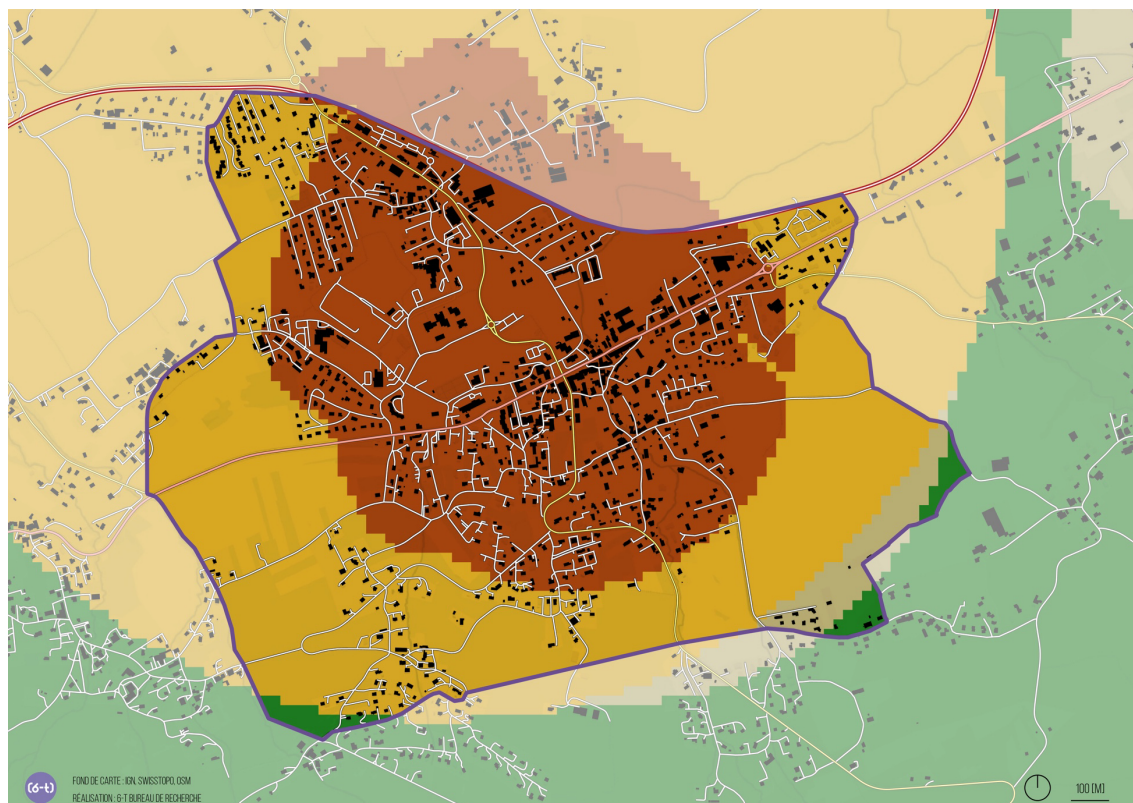 (6-t)
FOND DE CARTE : IGN, SWISSTOPO, OSM
RÉALISATION : 6-T BUREAU DE RECHERCHE
100 [M]